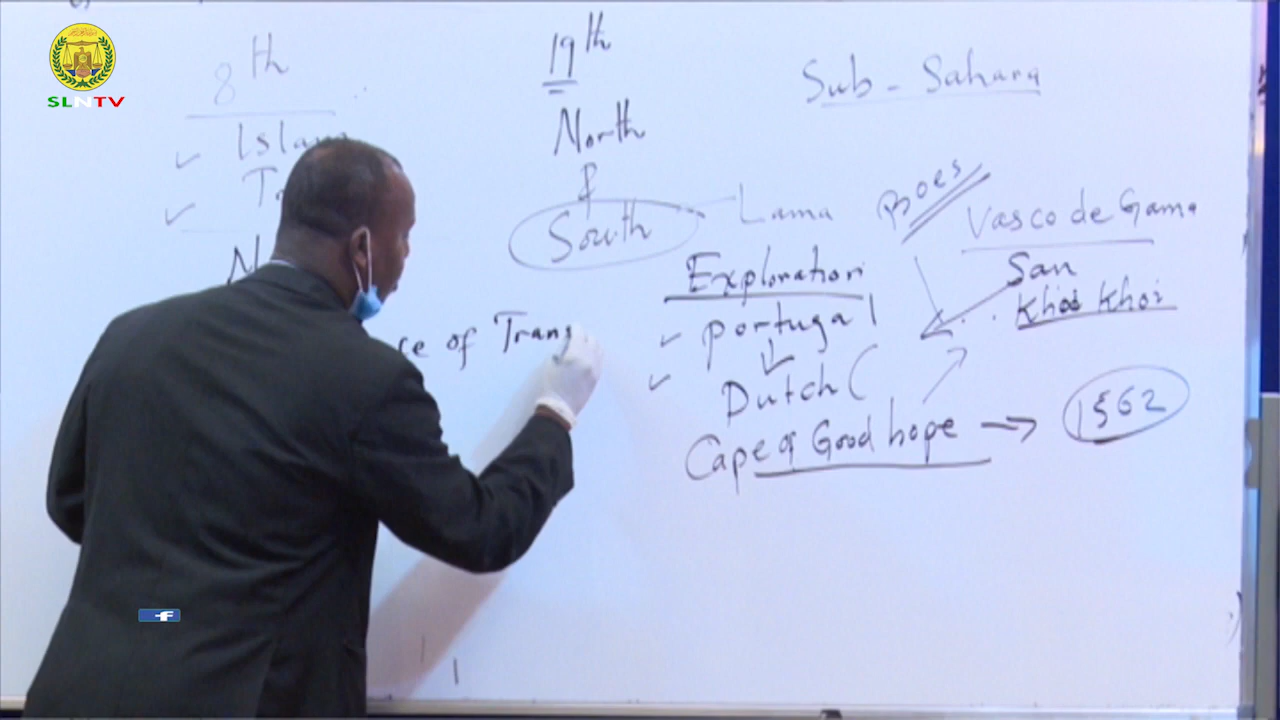 SLNTV
8th
Islam
N
ce of Trans
19th
North
&
South
Lama
Sub-Sahara
Boes
Vasco de Gama
San
Khoi Khoi
Exploration
portugal
Dutch (
Cape of Good hope → 1562
f